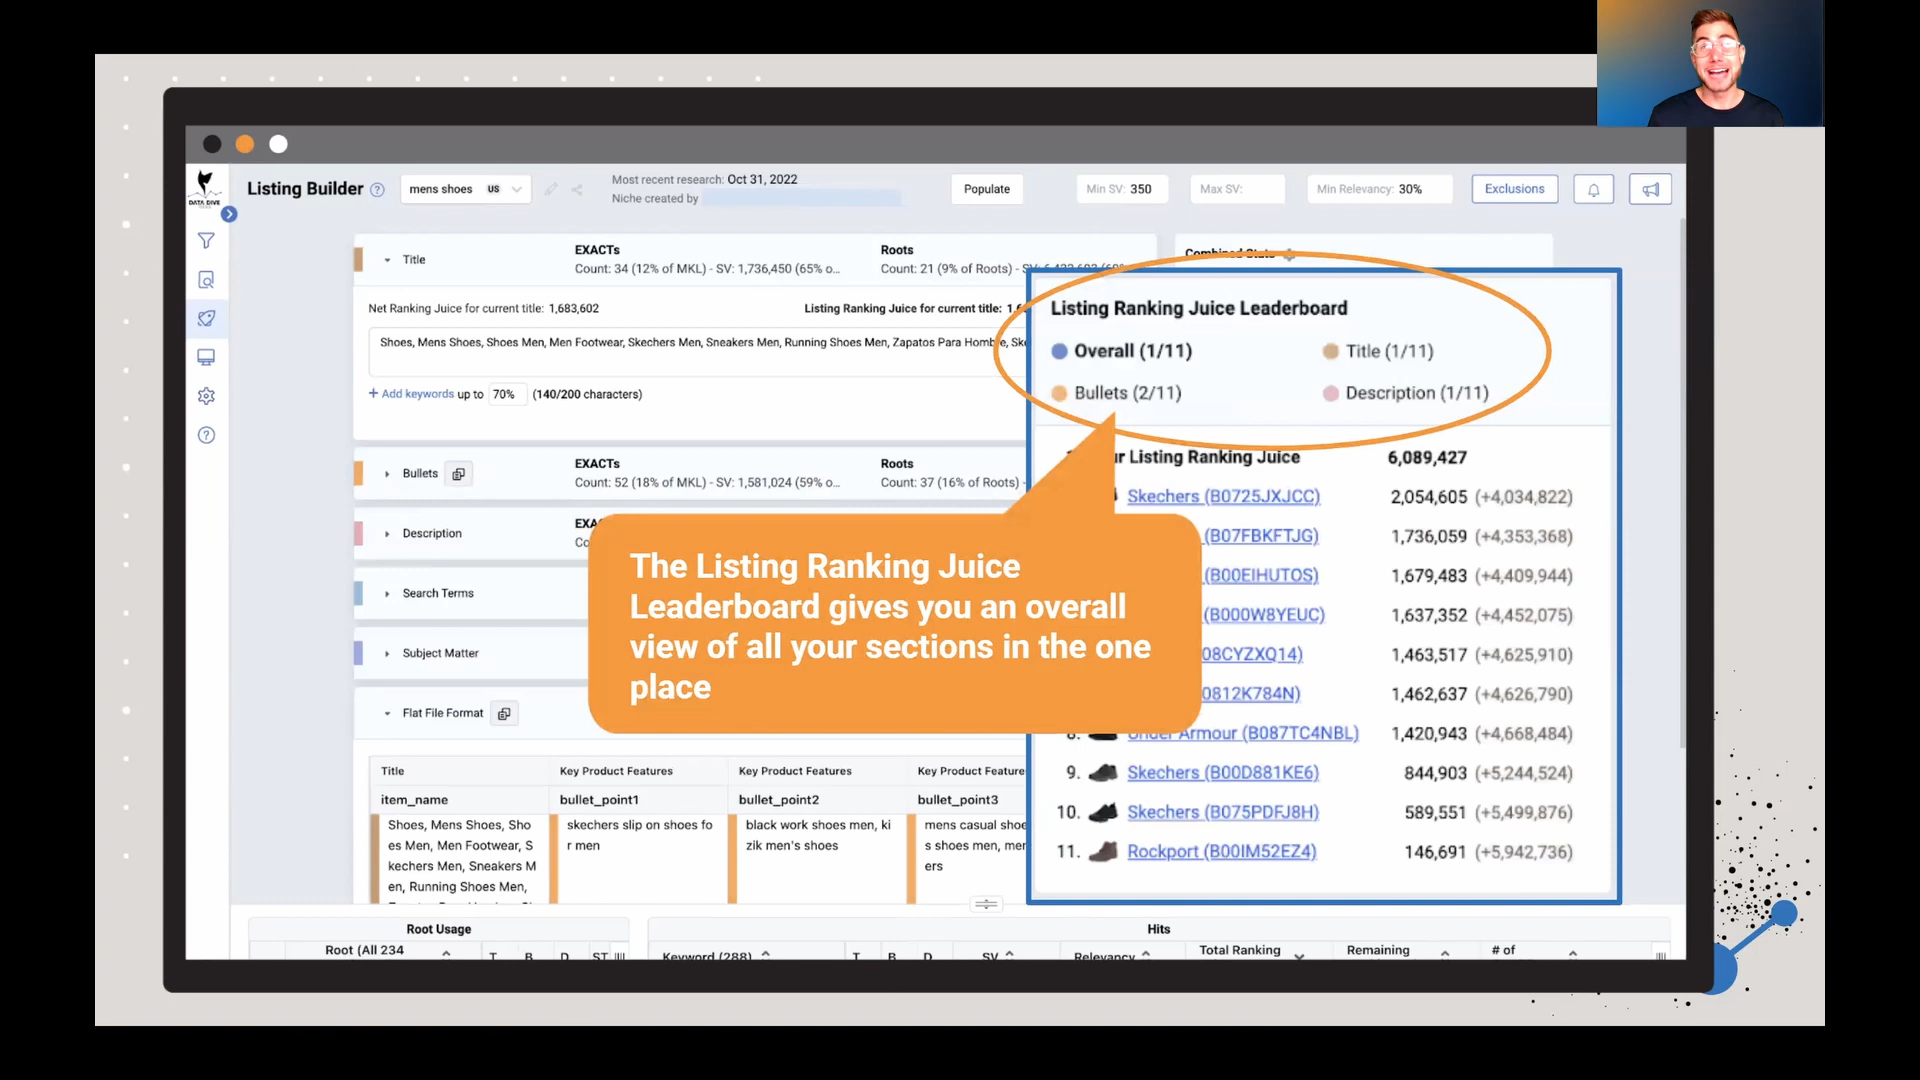 DATA DIVE
Listing Builder
mens shoes US
Most recent research: Oct 31, 2022
Niche created by
Populate
Min SV: 350
Max SV:
Min Relevancy: 30%
Exclusions
Title
EXACTs
Count: 34 (12% of MKL) - SV: 1,736,450 (65% o...
Roots
Count: 21 (9% of Roots) -
Net Ranking Juice for current title: 1,683,602
Listing Ranking Juice for current title:
Shoes, Mens Shoes, Shoes Men, Men Footwear, Skechers Men, Sneakers Men, Running Shoes Men, Zapatos Para Hombre,
+ Add keywords up to 70% (140/200 characters)
Bullets
EXACTs
Count: 52 (18% of MKL) - SV: 1,581,024 (59% o...
Roots
Count: 37 (16% of Roots) -
Description
Search Terms
Subject Matter
Flat File Format
Title
Key Product Features
Key Product Features
Key Product Feature
item_name
bullet_point1
bullet_point2
bullet_point3
Shoes, Mens Shoes, Sho
es Men, Men Footwear, S
kechers Men, Sneakers M
en, Running Shoes Men,
skechers slip on shoes fo
r men
black work shoes men, ki
zik men's shoes
mens casual shoe
s shoes men, mer
ers
Combined Stats
Listing Ranking Juice Leaderboard
Overall (1/11)
Title (1/11)
Bullets (2/11)
Description (1/11)
Listing Ranking Juice 6,089,427
Skechers (B0725JXJCC) 2,054,605 (+4,034,822)
(B07FBKFTJG) 1,736,059 (+4,353,368)
(B00EIHUTOS) 1,679,483 (+4,409,944)
(B000W8YEUC) 1,637,352 (+4,452,075)
08CYZXQ14) 1,463,517 (+4,625,910)
0812K784N) 1,462,637 (+4,626,790)
8. Under Armour (B087TC4NBL) 1,420,943 (+4,668,484)
9. Skechers (B00D881KE6) 844,903 (+5,244,524)
10. Skechers (B075PDFJ8H) 589,551 (+5,499,876)
11. Rockport (B00IM52EZ4) 146,691 (+5,942,736)
The Listing Ranking Juice
Leaderboard gives you an overall
view of all your sections in the one
place
Root Usage
Root (All 234
T B D ST
Hits
Keyword (288) T B D SV Relevancy Total Ranking Remaining # of